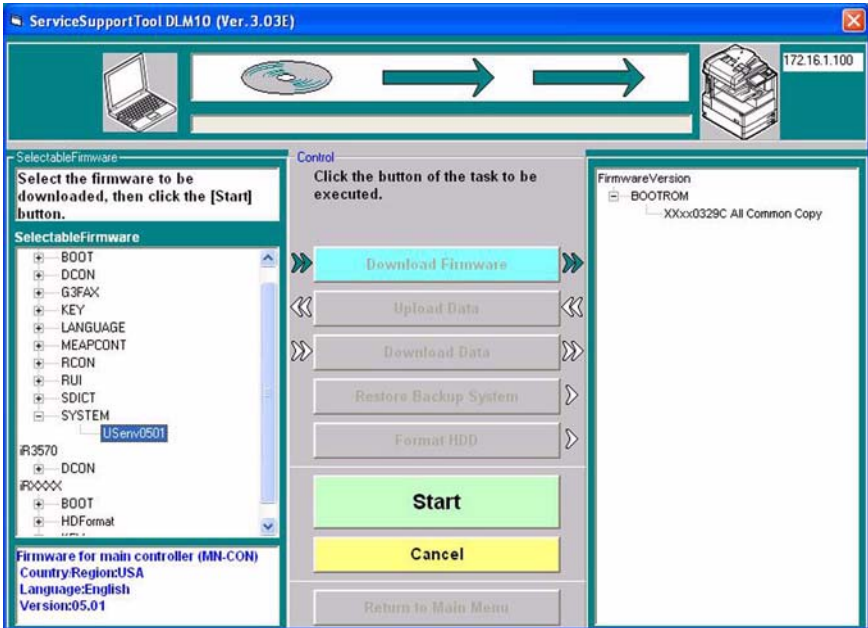 ServiceSupportTool DLM10 (Ver.3.03E)
172.16.1.100
SelectableFirmware
Select the firmware to be
downloaded, then click the [Start]
button.
SelectableFirmware
BOOT
DCON
G3FAX
KEY
LANGUAGE
MEAPCONT
RCON
RUI
SDICT
SYSTEM
USenv0501
iR3570
DCON
iRXXXX
BOOT
HDFormat
Firmware for main controller (MN-CON)
Country/Region:USA
Language:English
Version:05.01
Control
Click the button of the task to be
executed.
Download Firmware
Upload Data
Download Data
Restore Backup System
Format HDD
Start
Cancel
Return to Main Menu
FirmwareVersion
BOOTROM
XXxx0329C All Common Copy